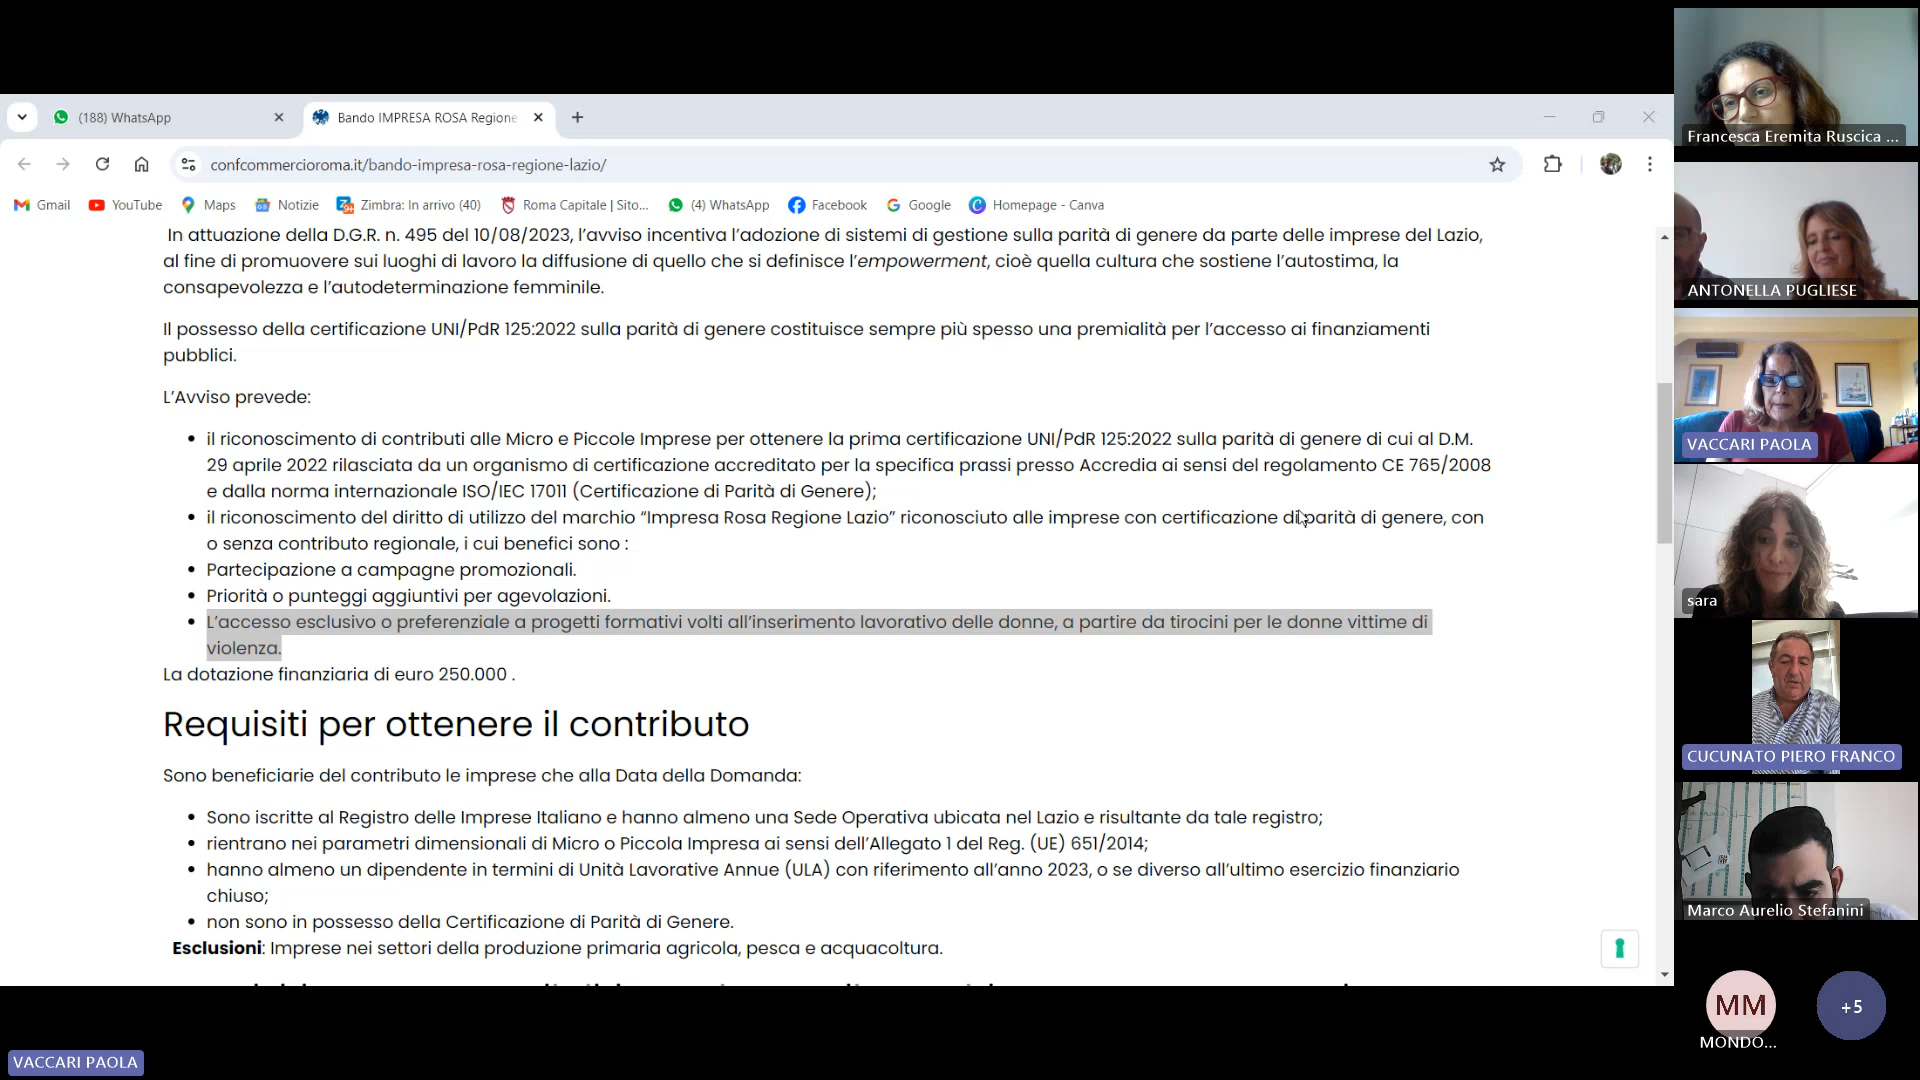 (188) WhatsApp
Bando IMPRESA ROSA Regione
confcommercioroma.it/bando-impresa-rosa-regione-lazio/
Gmail
YouTube
Maps
Notizie
Zimbra: In arrivo (40)
Roma Capitale | Sito...
(4) WhatsApp
Facebook
Google
Homepage - Canva
In attuazione della D.G.R. n. 495 del 10/08/2023, l’avviso incentiva l’adozione di sistemi di gestione sulla parità di genere da parte delle imprese del Lazio,
al fine di promuovere sui luoghi di lavoro la diffusione di quello che si definisce l’empowerment, cioè quella cultura che sostiene l’autostima, la
consapevolezza e l’autodeterminazione femminile.
Il possesso della certificazione UNI/PdR 125:2022 sulla parità di genere costituisce sempre più spesso una premialità per l’accesso ai finanziamenti
pubblici.
L’Avviso prevede:
il riconoscimento di contributi alle Micro e Piccole Imprese per ottenere la prima certificazione UNI/PdR 125:2022 sulla parità di genere di cui al D.M.
29 aprile 2022 rilasciata da un organismo di certificazione accreditato per la specifica prassi presso Accredia ai sensi del regolamento CE 765/2008
e dalla norma internazionale ISO/IEC 17011 (Certificazione di Parità di Genere);
il riconoscimento del diritto di utilizzo del marchio “Impresa Rosa Regione Lazio” riconosciuto alle imprese con certificazione di parità di genere, con
o senza contributo regionale, i cui benefici sono :
Partecipazione a campagne promozionali.
Priorità o punteggi aggiuntivi per agevolazioni.
L’accesso esclusivo o preferenziale a progetti formativi volti all’inserimento lavorativo delle donne, a partire da tirocini per le donne vittime di
violenza.
La dotazione finanziaria di euro 250.000 .
Requisiti per ottenere il contributo
Sono beneficiarie del contributo le imprese che alla Data della Domanda:
Sono iscritte al Registro delle Imprese Italiano e hanno almeno una Sede Operativa ubicata nel Lazio e risultante da tale registro;
rientrano nei parametri dimensionali di Micro o Piccola Impresa ai sensi dell’Allegato 1 del Reg. (UE) 651/2014;
hanno almeno un dipendente in termini di Unità Lavorative Annue (ULA) con riferimento all’anno 2023, o se diverso all’ultimo esercizio finanziario
chiuso;
non sono in possesso della Certificazione di Parità di Genere.
Esclusioni: Imprese nei settori della produzione primaria agricola, pesca e acquacoltura.
Francesca Eremita Ruscica ...
ANTONELLA PUGLIESE
VACCARI PAOLA
sara
CUCUNATO PIERO FRANCO
Marco Aurelio Stefanini
MM
+5
MONDO...
VACCARI PAOLA